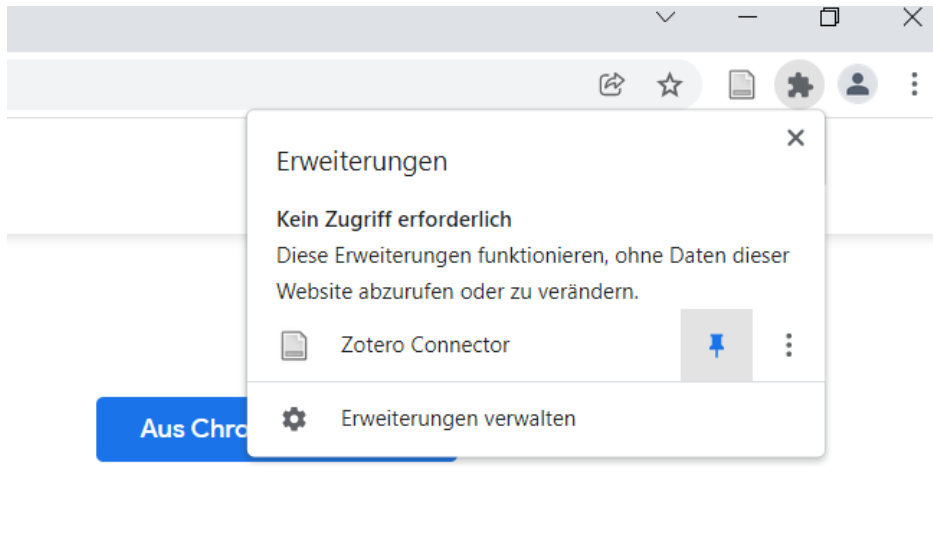 Erweiterungen
Kein Zugriff erforderlich
Diese Erweiterungen funktionieren, ohne Daten dieser
Website abzurufen oder zu verändern.
Zotero Connector
Erweiterungen verwalten
Aus Chro